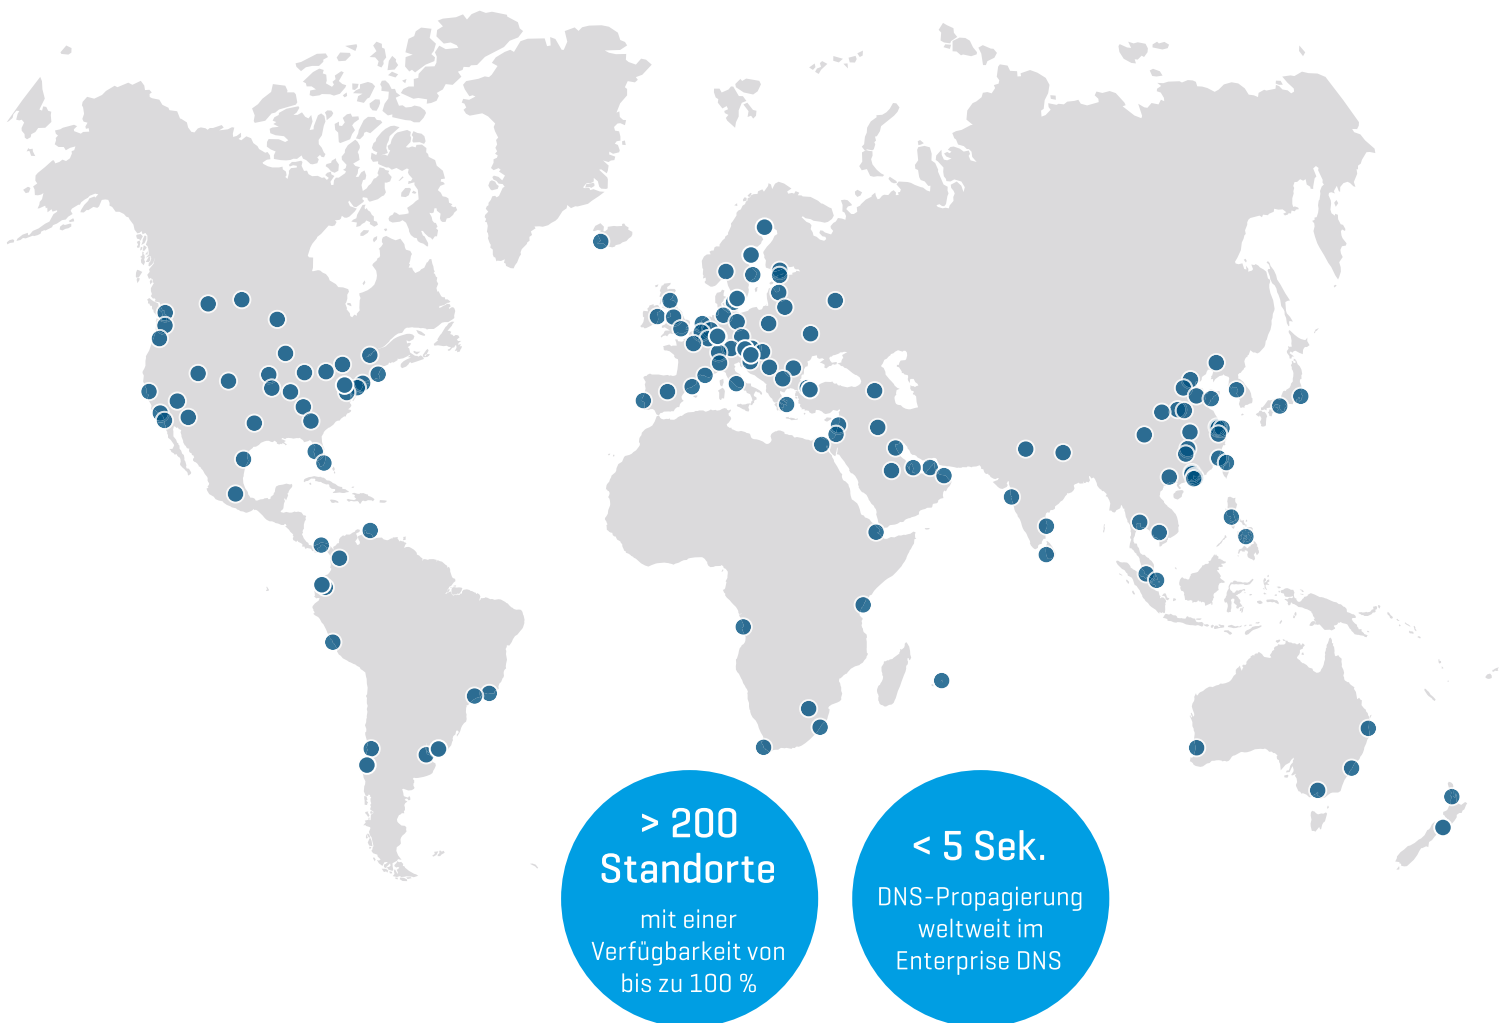 > 200
Standorte
mit einer
Verfügbarkeit von
bis zu 100 %
< 5 Sek.
DNS-Propagierung
weltweit im
Enterprise DNS